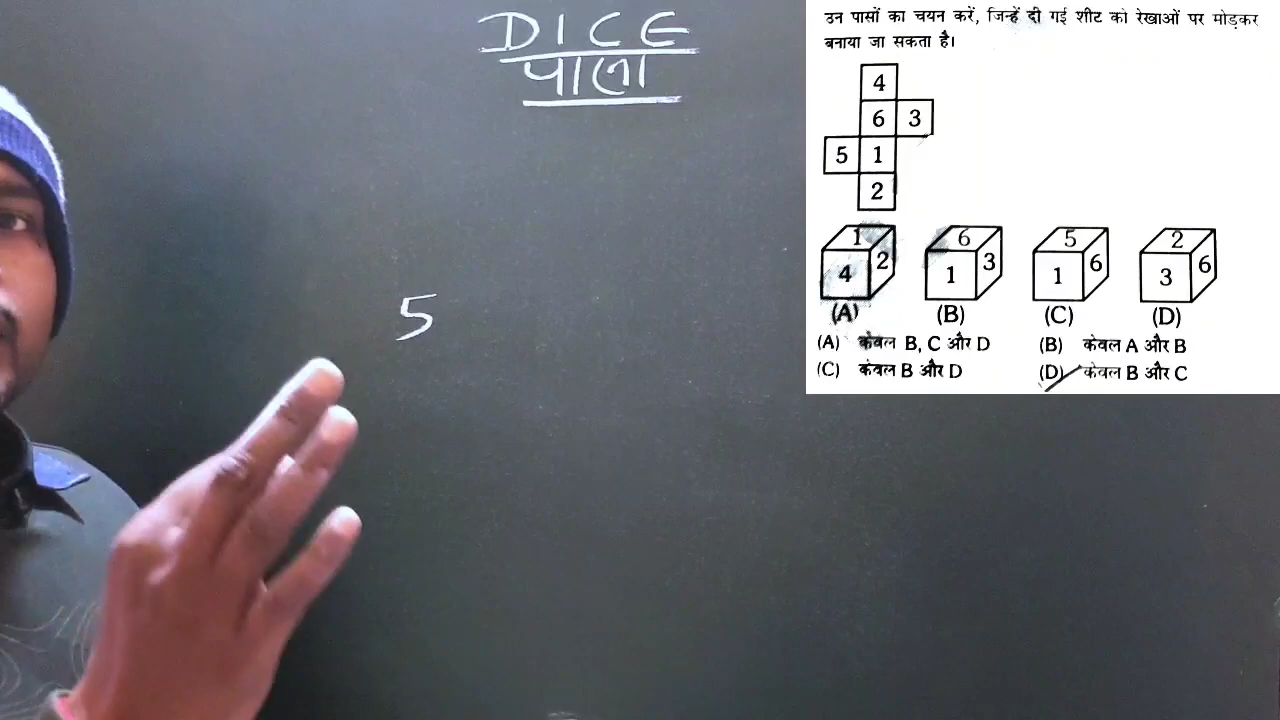 DICE
पासा
5
उन पासों का चयन करें, जिन्हें दी गई शीट को रेखाओं पर मोड़कर
बनाया जा सकता है।
4
6 3
5 1
2
1 4 2
6 1 3
5 1 6
2 3 6
(A) (B) (C) (D)
(A) केवल B, C और D (B) केवल A और B
(C) केवल B और D (D) केवल B और C